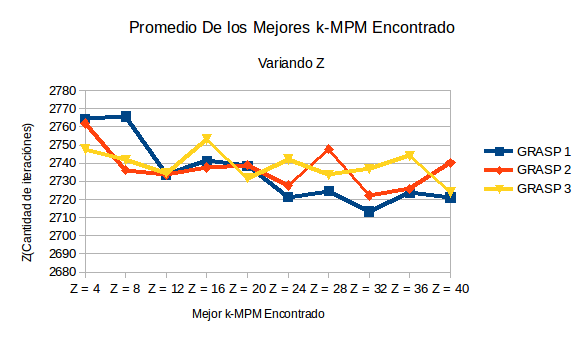 Promedio De los Mejores k-MPM Encontrado
Variando Z
Z(Cantidad de iteraciónes)
2780
2770
2760
2750
2740
2730
2720
2710
2700
2690
2680
Z = 4 Z = 8 Z = 12 Z = 16 Z = 20 Z = 24 Z = 28 Z = 32 Z = 36 Z = 40
Mejor k-MPM Encontrado
GRASP 1
GRASP 2
GRASP 3